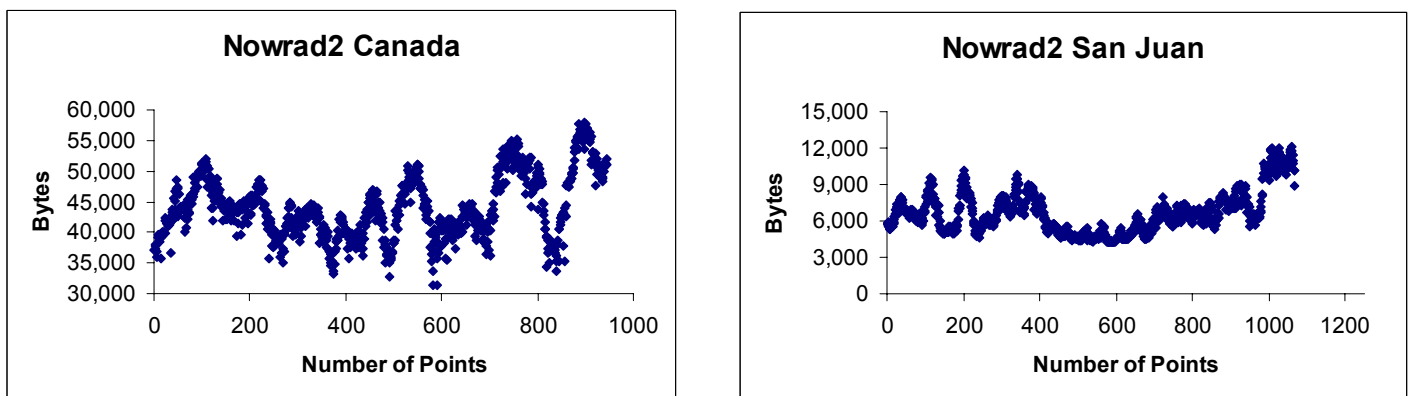 Nowrad2 Canada
60,000
55,000
50,000
45,000
40,000
35,000
30,000
Bytes
0 200 400 600 800 1000
Number of Points
Nowrad2 San Juan
15,000
12,000
9,000
6,000
3,000
0
Bytes
0 200 400 600 800 1000 1200
Number of Points